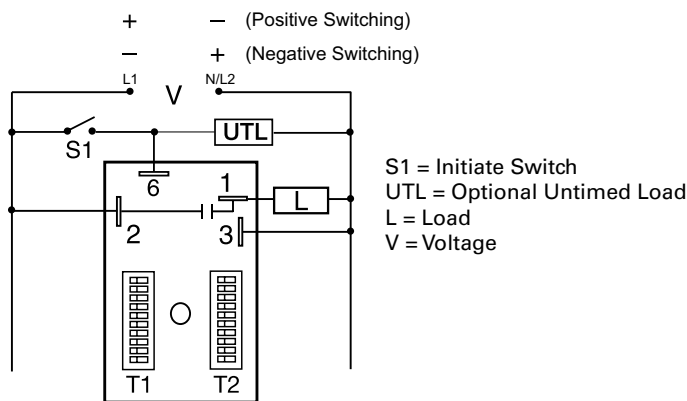 + – (Positive Switching)
– + (Negative Switching)
L1 V N/L2
S1 UTL
6 1 L
2 3
T1 T2
S1 = Initiate Switch
UTL = Optional Untimed Load
L = Load
V = Voltage